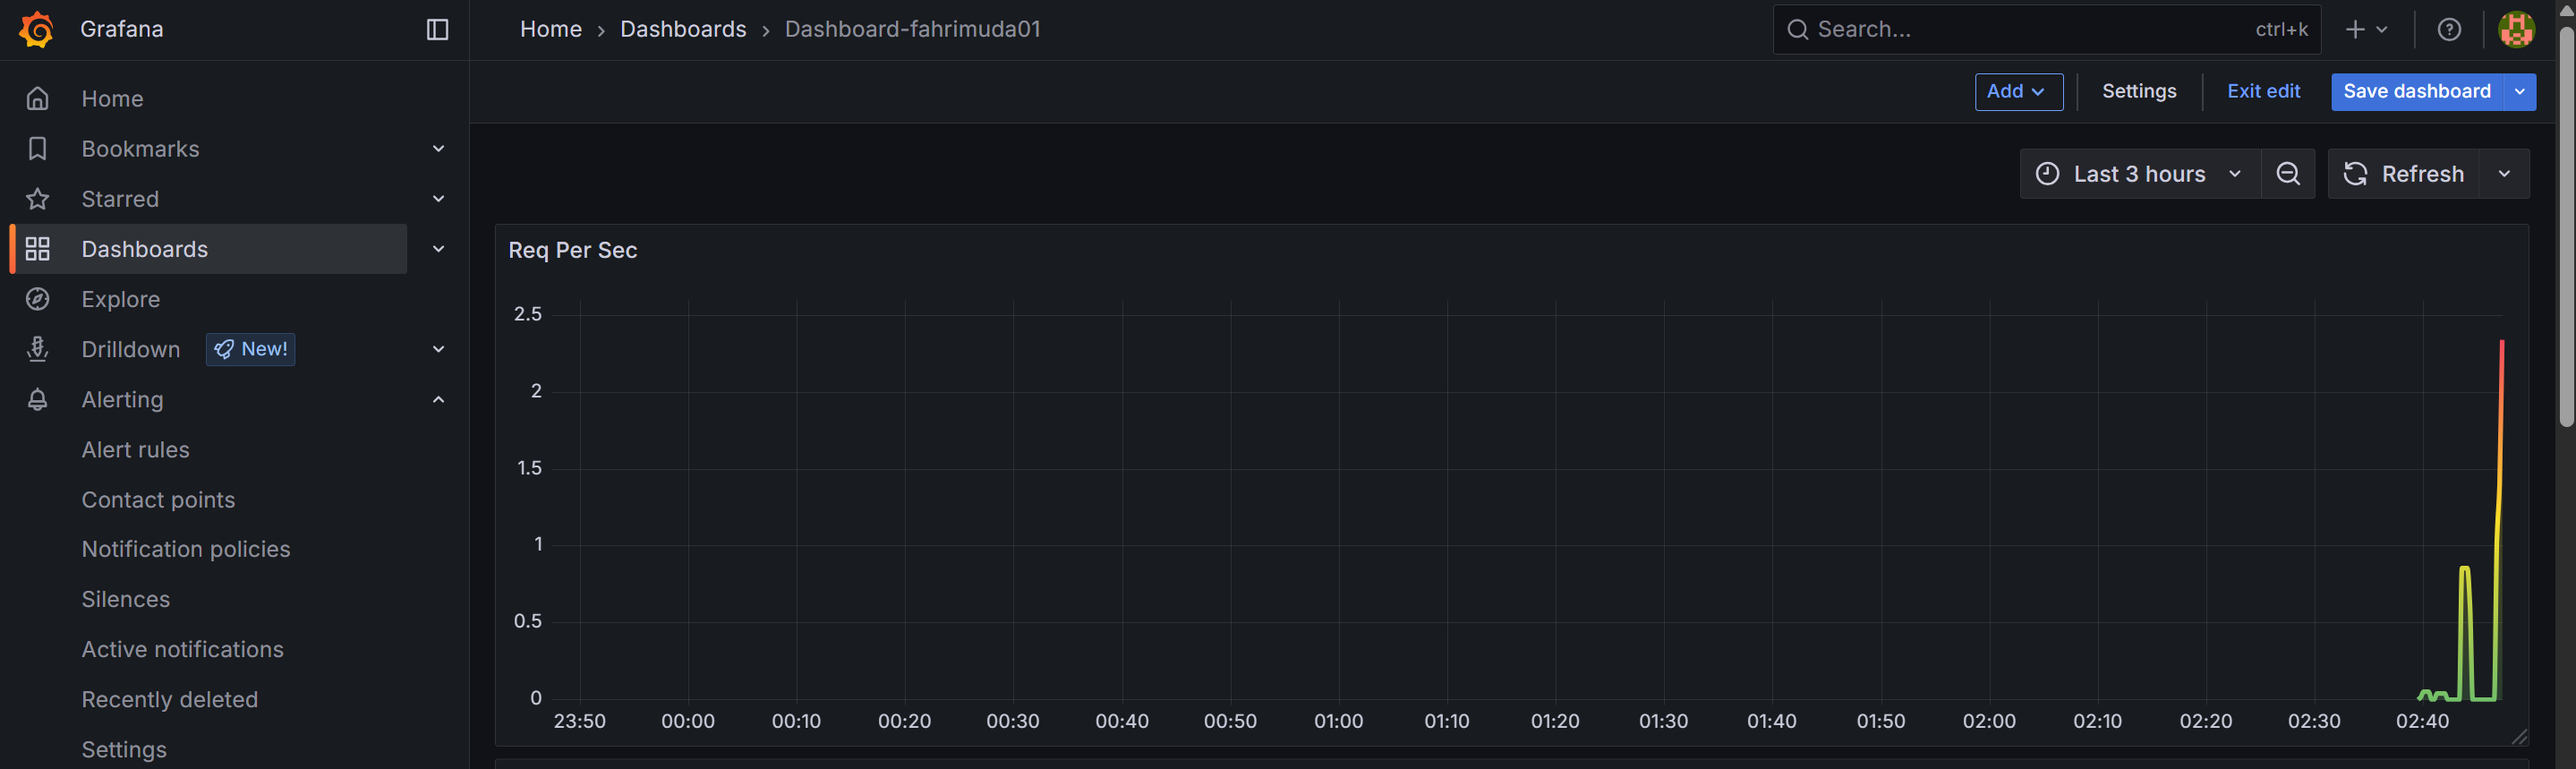 Grafana
Home › Dashboards › Dashboard-fahrimuda01
Search... ctrl+k
Add
Settings
Exit edit
Save dashboard
Home
Bookmarks
Starred
Dashboards
Explore
Drilldown New!
Alerting
Alert rules
Contact points
Notification policies
Silences
Active notifications
Recently deleted
Settings
Last 3 hours
Refresh
Req Per Sec
2.5
2
1.5
1
0.5
0
23:50 00:00 00:10 00:20 00:30 00:40 00:50 01:00 01:10 01:20 01:30 01:40 01:50 02:00 02:10 02:20 02:30 02:40